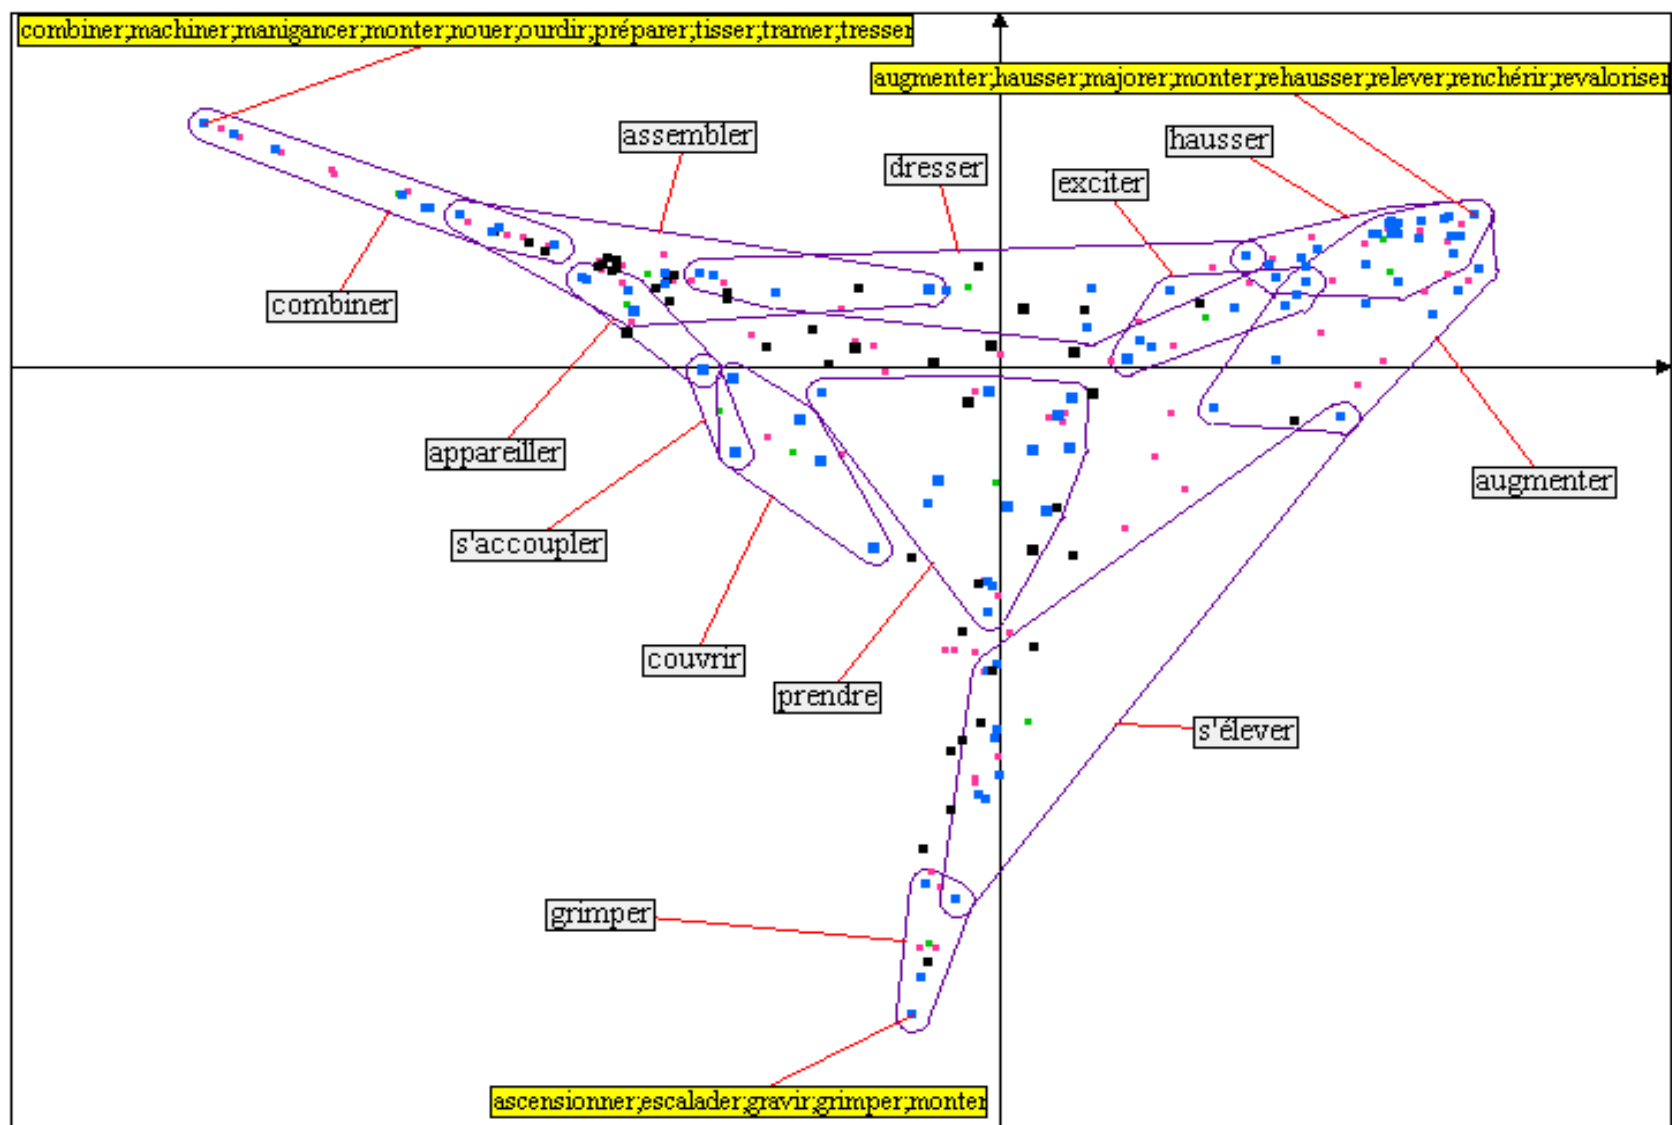 combiner;machiner;manigancer;monter;nouer;ourdir;préparer;tisser;tramer;tresser
augmenter;hausser;majorer;monter;rehausser;relever;renchérir;revaloriser
assembler
hausser
dresser
exciter
combiner
appareiller
augmenter
s'accoupler
couvrir
prendre
s'élever
grimper
ascensionner;escalader;gravir;grimper;monter